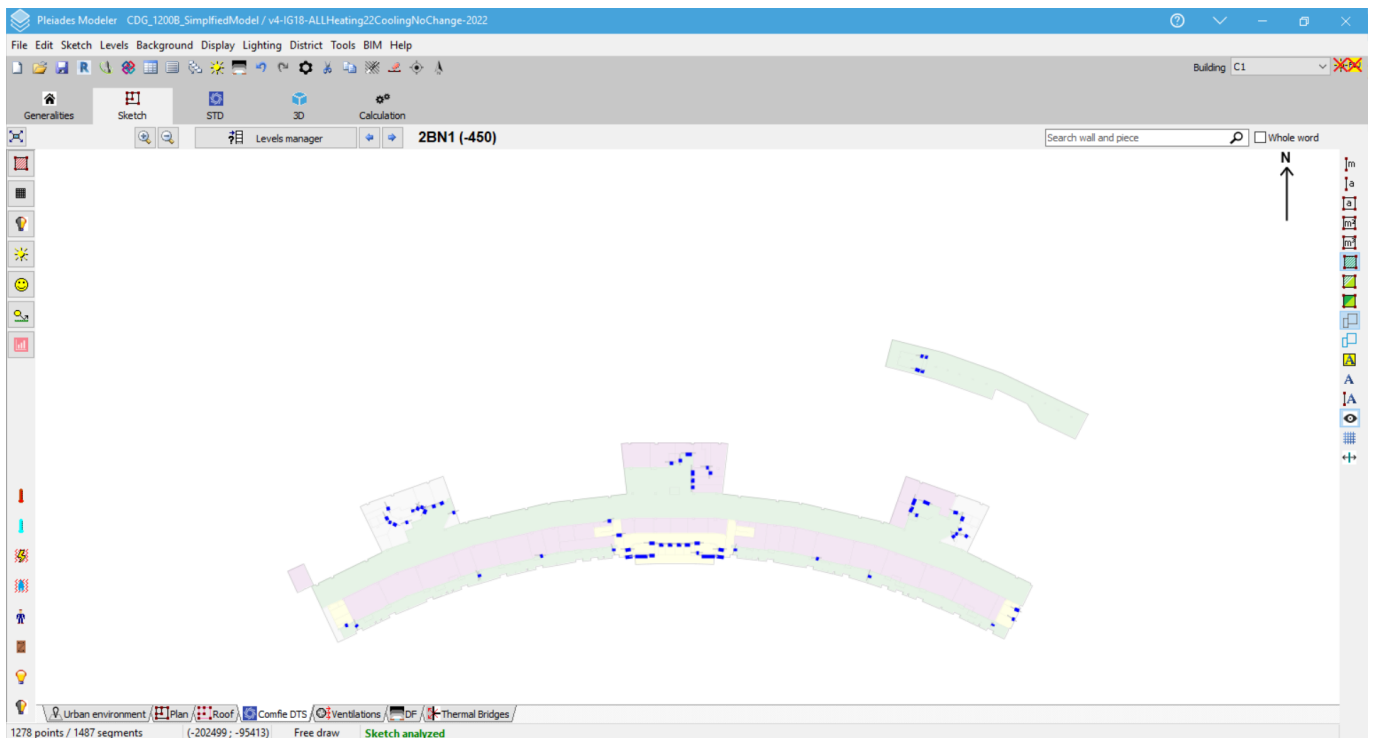 Pleiades Modeler CDG_1200B_SimplfiedModel / v4-IG18-ALLHeating22CoolingNoChange-2022
File Edit Sketch Levels Background Display Lighting District Tools BIM Help
R
Building C1
Generalities Sketch STD 3D Calculation
Levels manager 2BN1 (-450) Search wall and piece Whole word
N
m
a
a
m²
m³
A
A
A
Urban environment Plan Roof Comfie DTS Ventilations DF Thermal Bridges
1278 points / 1487 segments (-202499 ; -95413) Free draw Sketch analyzed